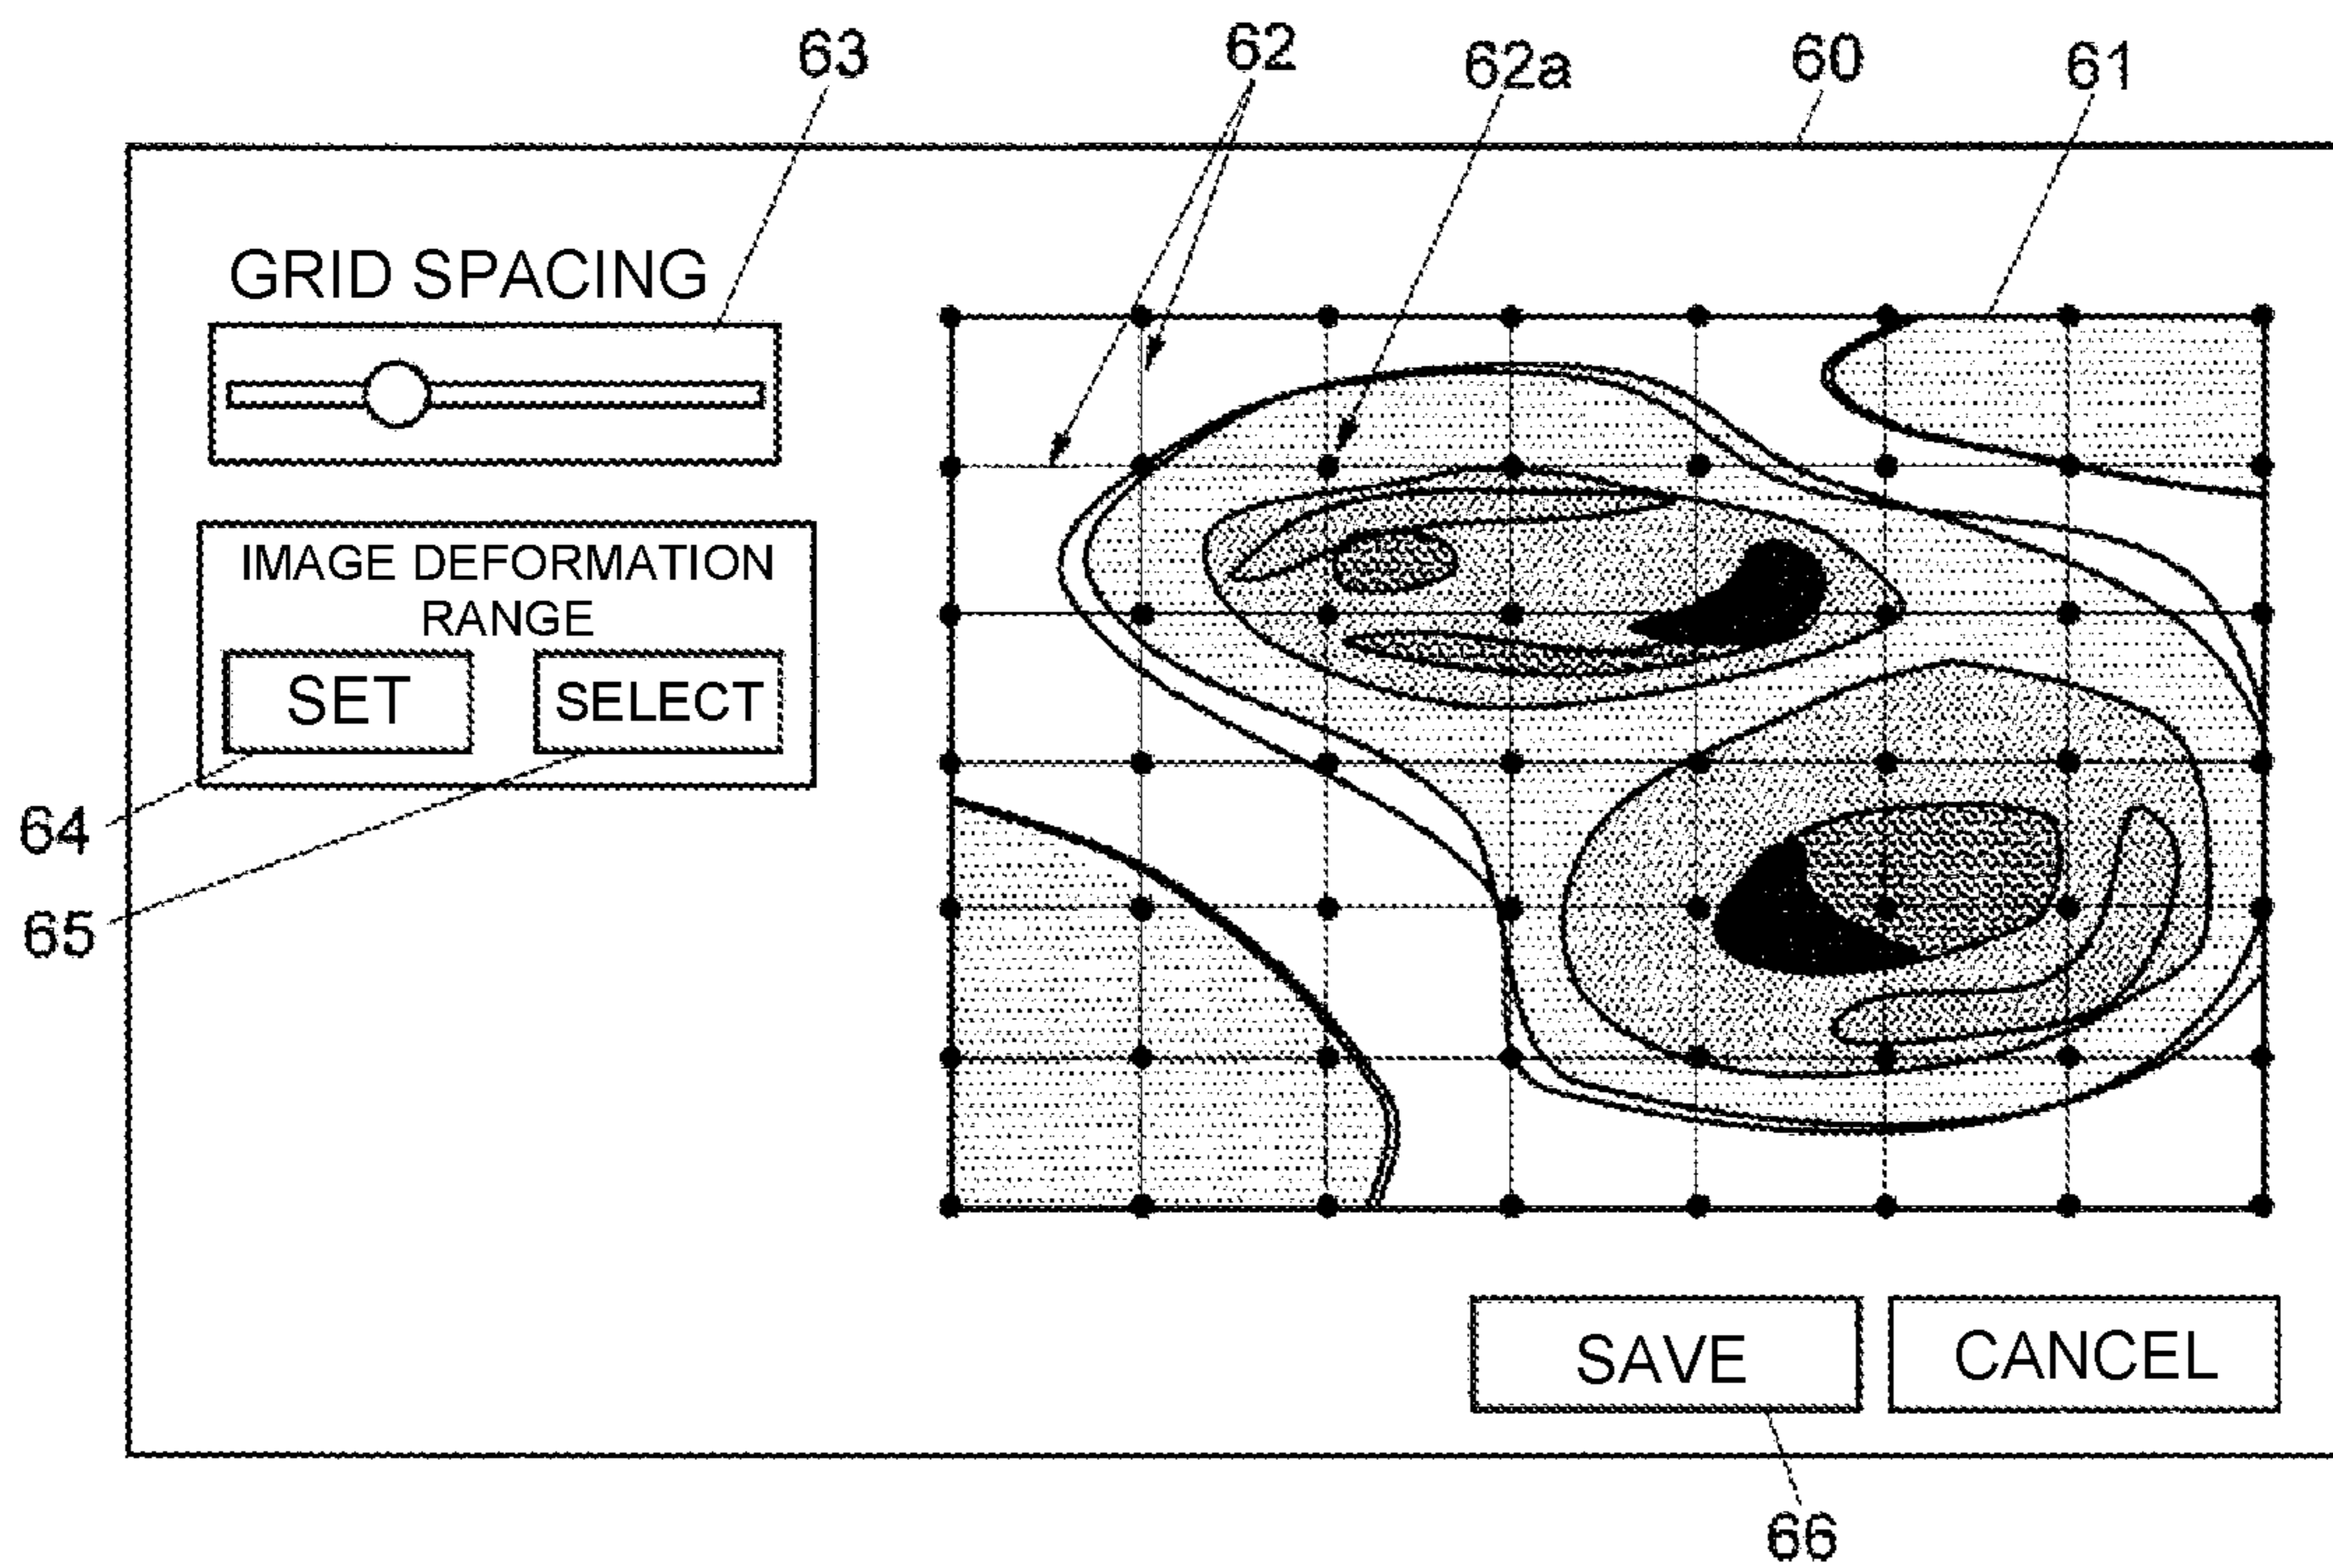 63 62 62a 60 61
GRID SPACING
IMAGE DEFORMATION
RANGE
SET SELECT
64
65
SAVE CANCEL
66